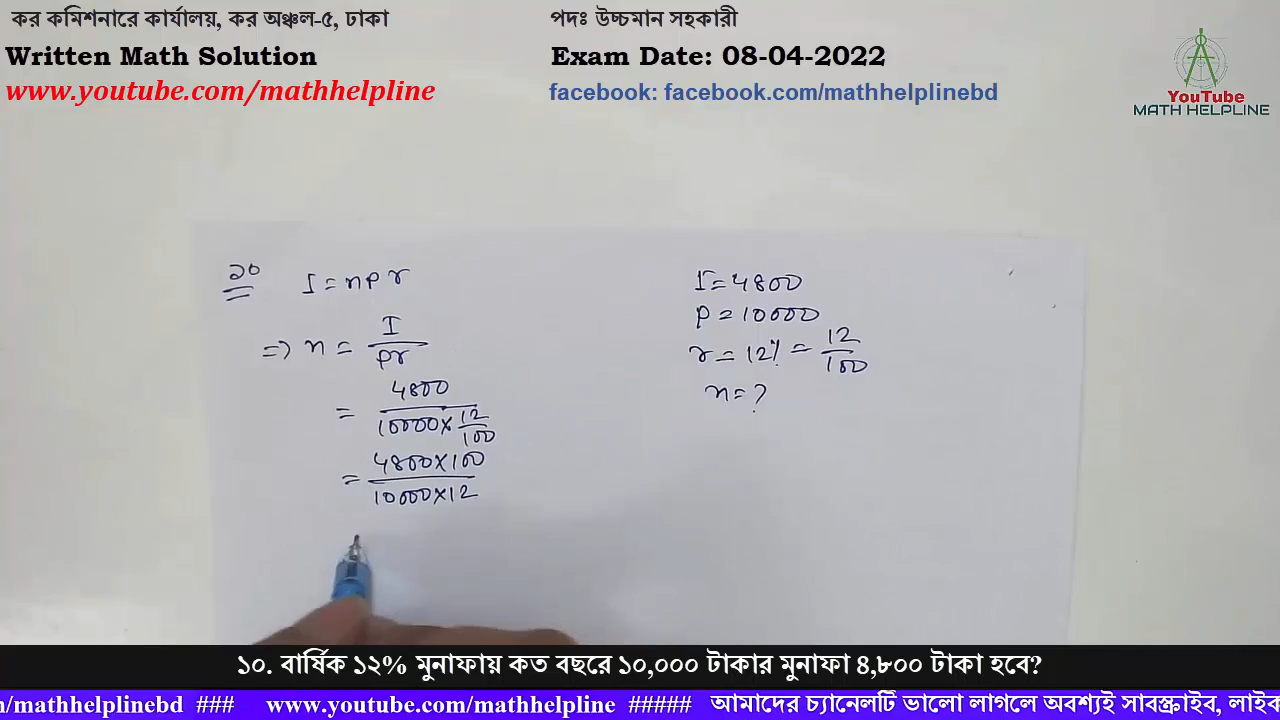 কর কমিশনারে কার্যালয়, কর অঞ্চল-৫, ঢাকা
পদঃ উচ্চমান সহকারী
Written Math Solution
Exam Date: 08-04-2022
www.youtube.com/mathhelpline
facebook: facebook.com/mathhelplinebd
YouTube
MATH HELPLINE
১০
I = npr
⇒ n = I/pr
= 4800/(10000×12/100)
= (4800×100)/(10000×12)
I = 4800
P = 10000
r = 12% = 12/100
n = ?
১০. বার্ষিক ১২% মুনাফায় কত বছরে ১০,০০০ টাকার মুনাফা ৪,৮০০ টাকা হবে?
/mathhelplinebd ### www.youtube.com/mathhelpline ##### আমাদের চ্যানেলটি ভালো লাগলে অবশ্যই সাবস্ক্রাইব, লাইক